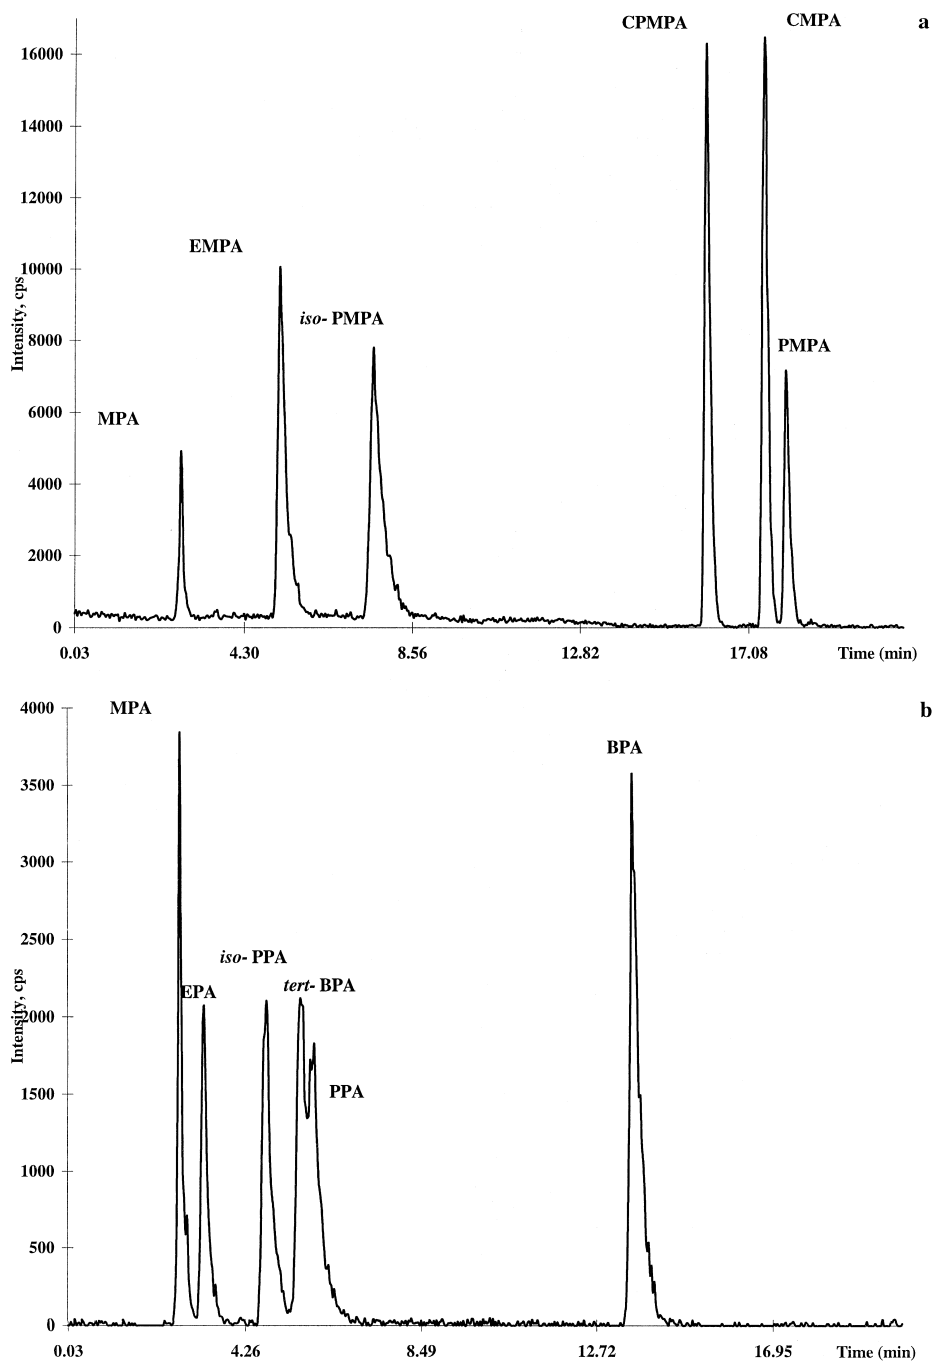 a
CPMPA
CMPA
16000
14000
12000
EMPA
10000
iso- PMPA
8000
PMPA
Intensity, cps
MPA
6000
4000
2000
0
0.03 4.30 8.56 12.82 17.08 Time (min)
b
4000
MPA
BPA
3500
3000
2500
iso- PPA
tert- BPA
EPA
Intensity, cps
2000
PPA
1500
1000
500
0
0.03 4.26 8.49 12.72 16.95 Time (min)